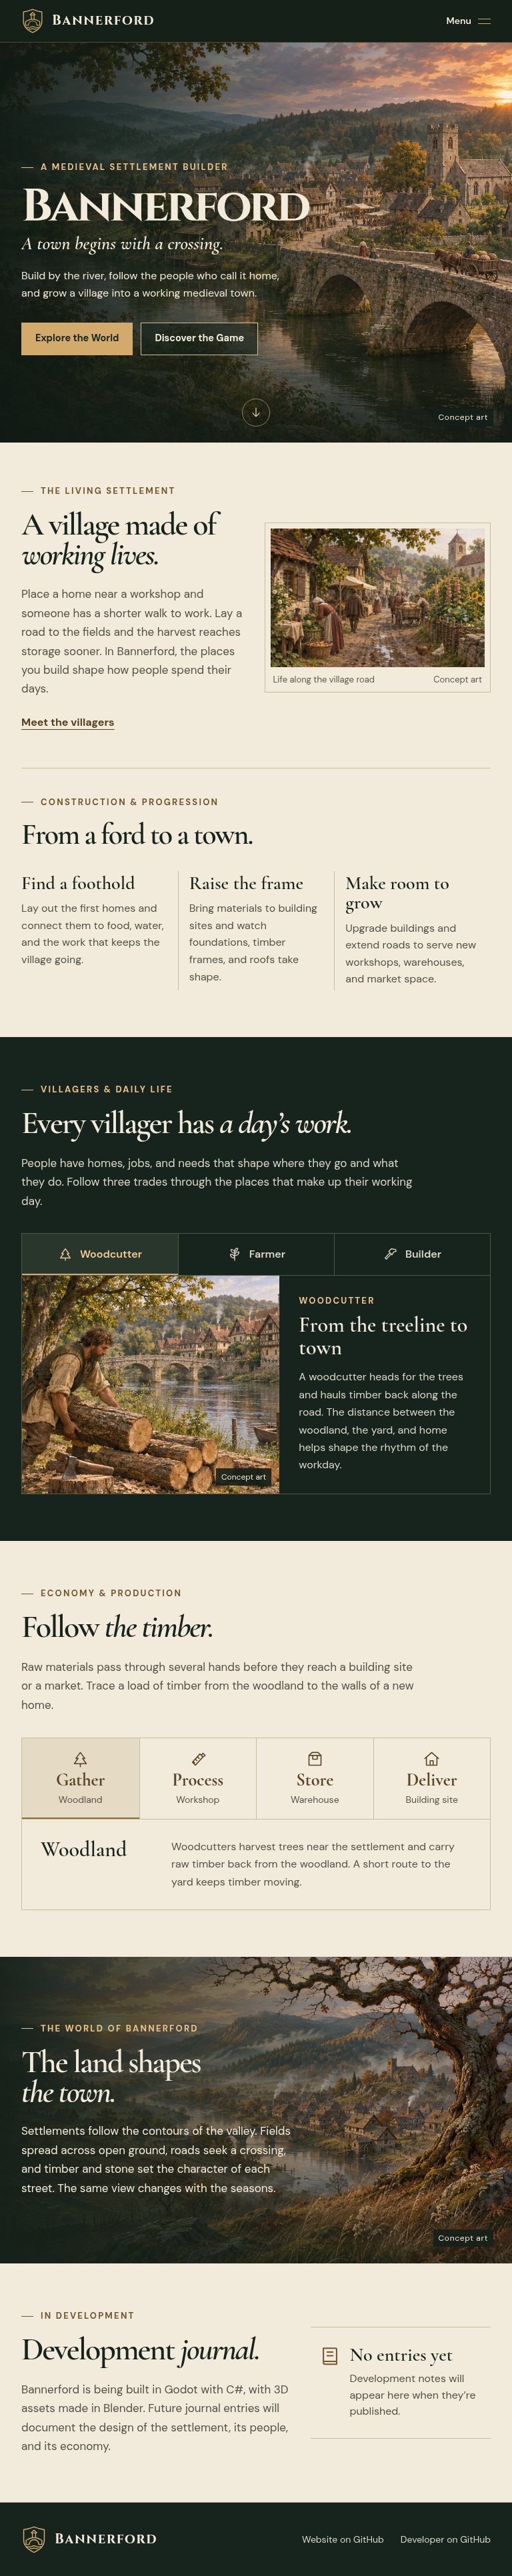 BANNERFORD
Menu
A MEDIEVAL SETTLEMENT BUILDER
BANNERFORD
A town begins with a crossing.
Build by the river, follow the people who call it home,
and grow a village into a working medieval town.
Explore the World
Discover the Game
Concept art
THE LIVING SETTLEMENT
A village made of
working lives.
Place a home near a workshop and
someone has a shorter walk to work. Lay a
road to the fields and the harvest reaches
storage sooner. In Bannerford, the places
you build shape how people spend their
days.
Meet the villagers
Life along the village road
Concept art
CONSTRUCTION & PROGRESSION
From a ford to a town.
Find a foothold
Lay out the first homes and
connect them to food, water,
and the work that keeps the
village going.
Raise the frame
Bring materials to building
sites and watch
foundations, timber
frames, and roofs take
shape.
Make room to
grow
Upgrade buildings and
extend roads to serve new
workshops, warehouses,
and market space.
VILLAGERS & DAILY LIFE
Every villager has a day’s work.
People have homes, jobs, and needs that shape where they go and what
they do. Follow three trades through the places that make up their working
day.
Woodcutter
Farmer
Builder
Concept art
WOODCUTTER
From the treeline to
town
A woodcutter heads for the trees
and hauls timber back along the
road. The distance between the
woodland, the yard, and home
helps shape the rhythm of the
workday.
ECONOMY & PRODUCTION
Follow the timber.
Raw materials pass through several hands before they reach a building site
or a market. Trace a load of timber from the woodland to the walls of a new
home.
Gather
Woodland
Process
Workshop
Store
Warehouse
Deliver
Building site
Woodland
Woodcutters harvest trees near the settlement and carry
raw timber back from the woodland. A short route to the
yard keeps timber moving.
THE WORLD OF BANNERFORD
The land shapes
the town.
Settlements follow the contours of the valley. Fields
spread across open ground, roads seek a crossing,
and timber and stone set the character of each
street. The same view changes with the seasons.
Concept art
IN DEVELOPMENT
Development journal.
Bannerford is being built in Godot with C#, with 3D
assets made in Blender. Future journal entries will
document the design of the settlement, its people,
and its economy.
No entries yet
Development notes will
appear here when they’re
published.
BANNERFORD
Website on GitHub
Developer on GitHub